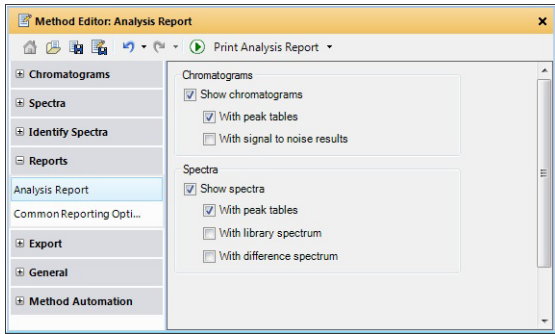 Method Editor: Analysis Report
Print Analysis Report
Chromatograms
Spectra
Identify Spectra
Reports
Analysis Report
Common Reporting Opti...
Export
General
Method Automation
Chromatograms
Show chromatograms
With peak tables
With signal to noise results
Spectra
Show spectra
With peak tables
With library spectrum
With difference spectrum